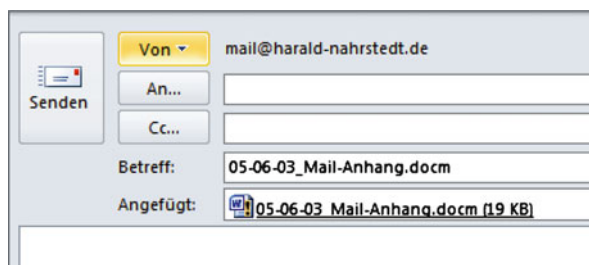 Von mail@harald-nahrstedt.de
Senden An...
Cc...
Betreff: 05-06-03_Mail-Anhang.docm
Angefügt: 05-06-03_Mail-Anhang.docm (19 KB)